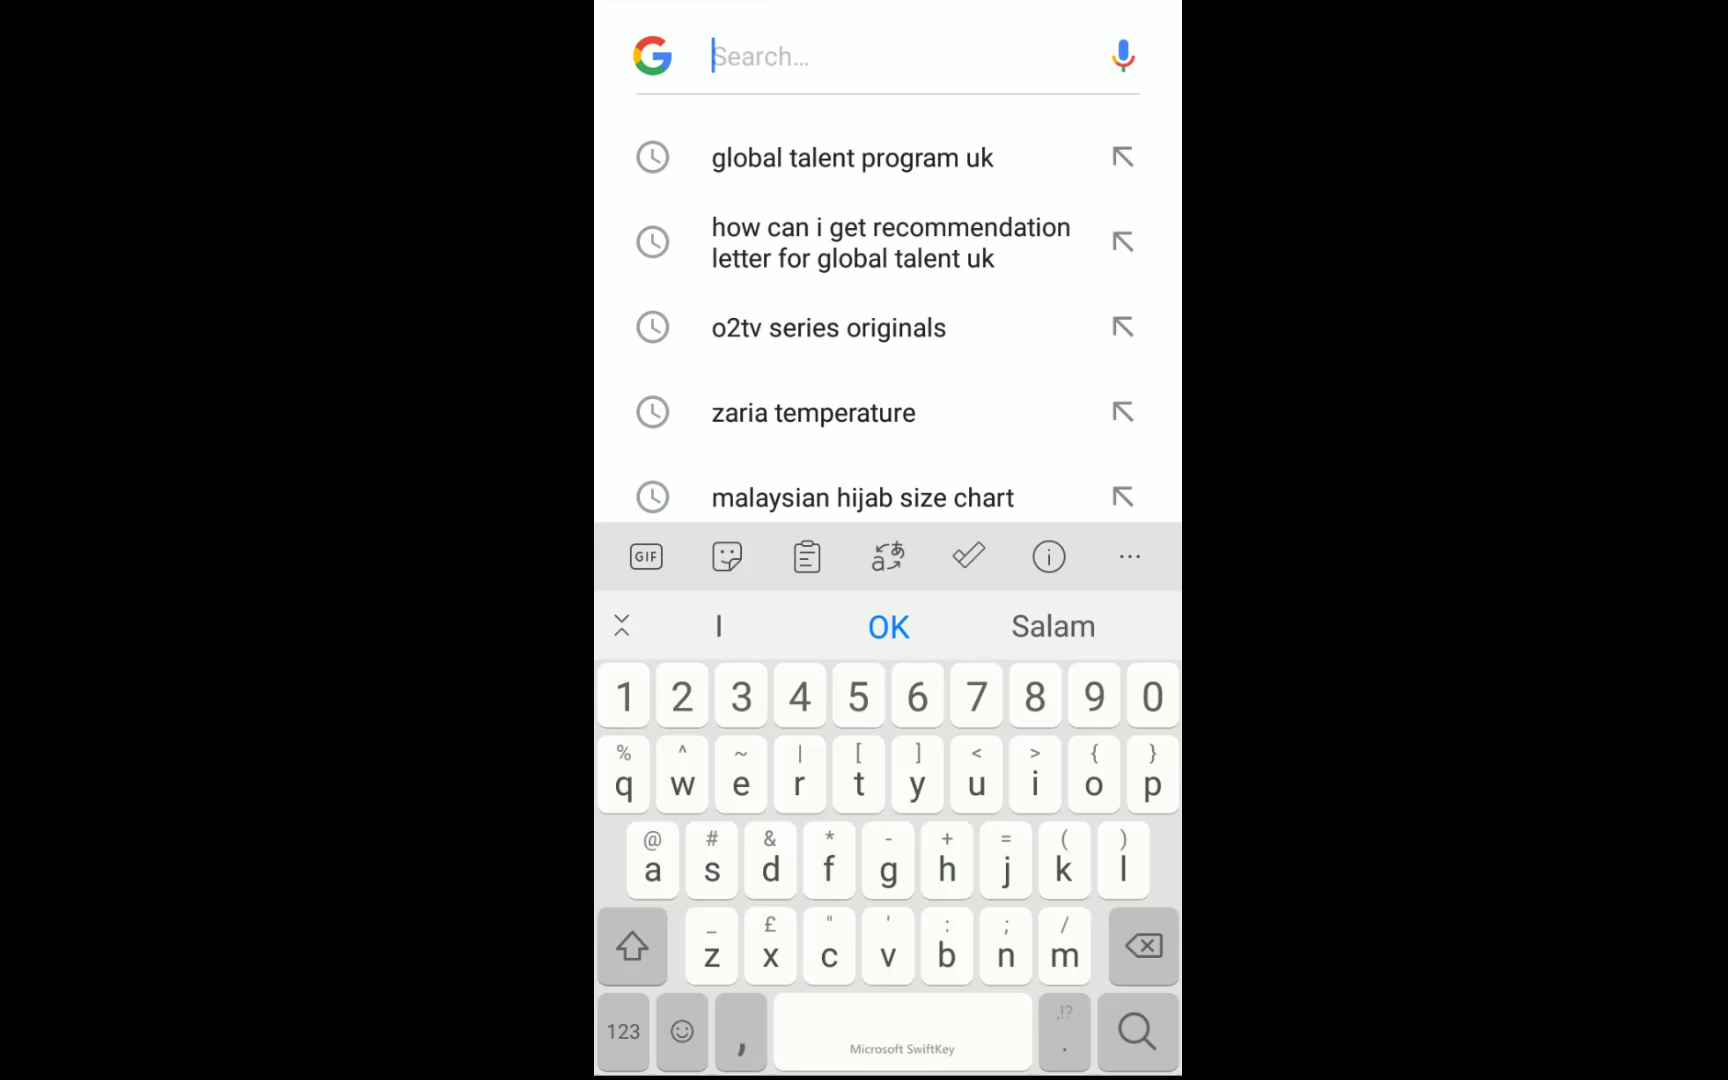 Search...
global talent program uk
how can i get recommendation
letter for global talent uk
o2tv series originals
zaria temperature
malaysian hijab size chart
GIF
a あ
I OK Salam
1 2 3 4 5 6 7 8 9 0
% ^ ~ | [ ] < > { }
q w e r t y u i o p
@ # & * - + = ( )
a s d f g h j k l
_ £ " ' : ; /
z x c v b n m
,!?
123 , Microsoft SwiftKey .